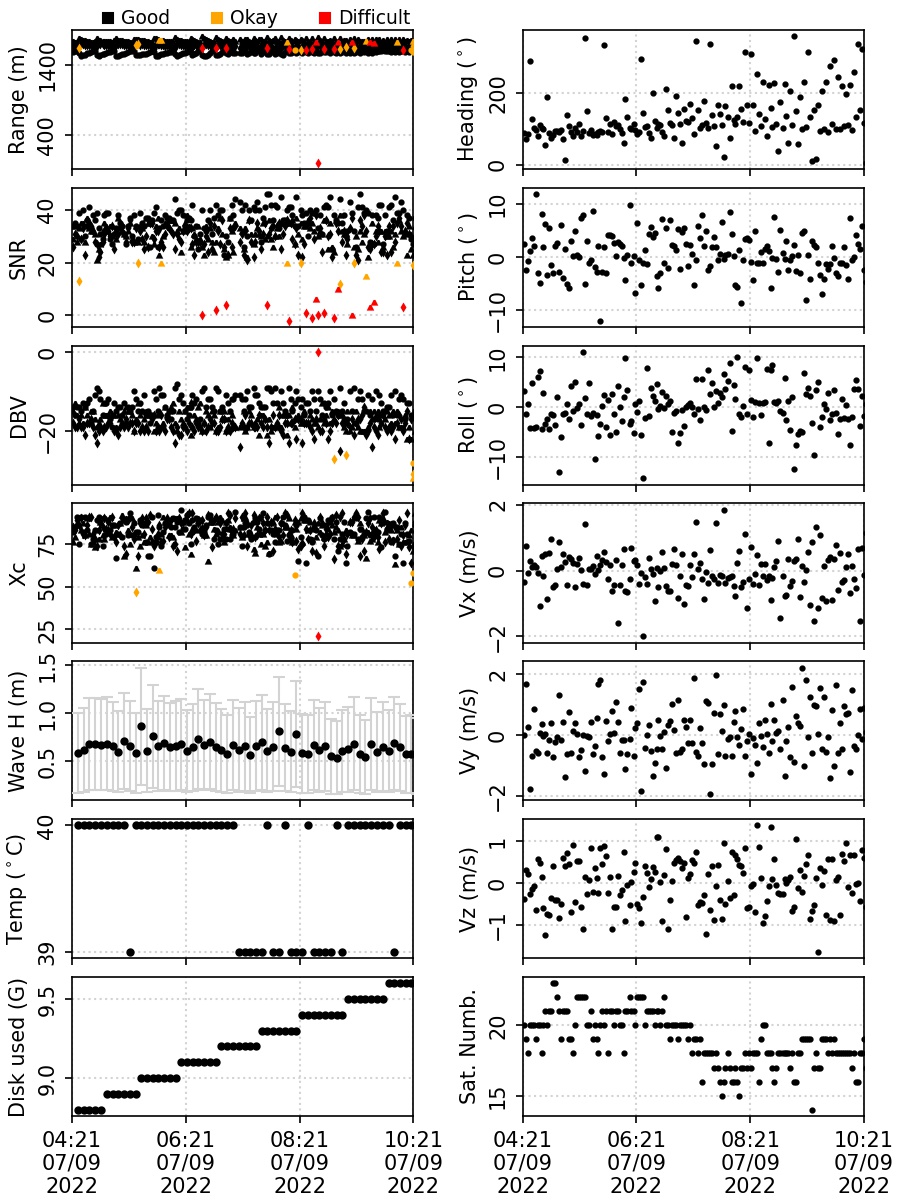 Good Okay Difficult
Range (m)
1400
400
Heading (°)
200
0
SNR
40
20
0
Pitch (°)
10
0
−10
DBV
0
−20
Roll (°)
10
0
−10
Xc
75
50
25
Vx (m/s)
2
0
−2
Wave H (m)
1.5
1.0
0.5
Vy (m/s)
2
0
−2
Temp (°C)
40
39
Vz (m/s)
1
0
−1
Disk used (G)
9.5
9.0
Sat. Numb.
20
15
04:21 06:21 08:21 10:21 04:21 06:21 08:21 10:21
07/09 07/09 07/09 07/09 07/09 07/09 07/09 07/09
2022 2022 2022 2022 2022 2022 2022 2022